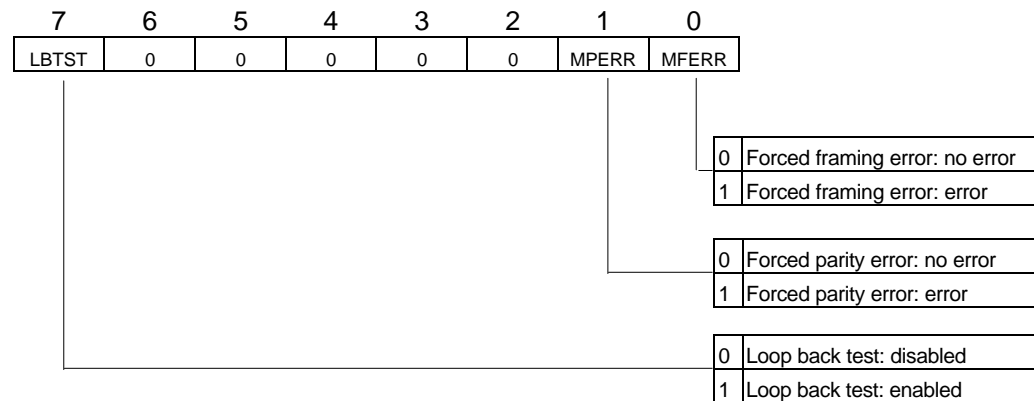 7 6 5 4 3 2 1 0
LBTST 0 0 0 0 0 MPERR MFERR
0 Forced framing error: no error
1 Forced framing error: error
0 Forced parity error: no error
1 Forced parity error: error
0 Loop back test: disabled
1 Loop back test: enabled